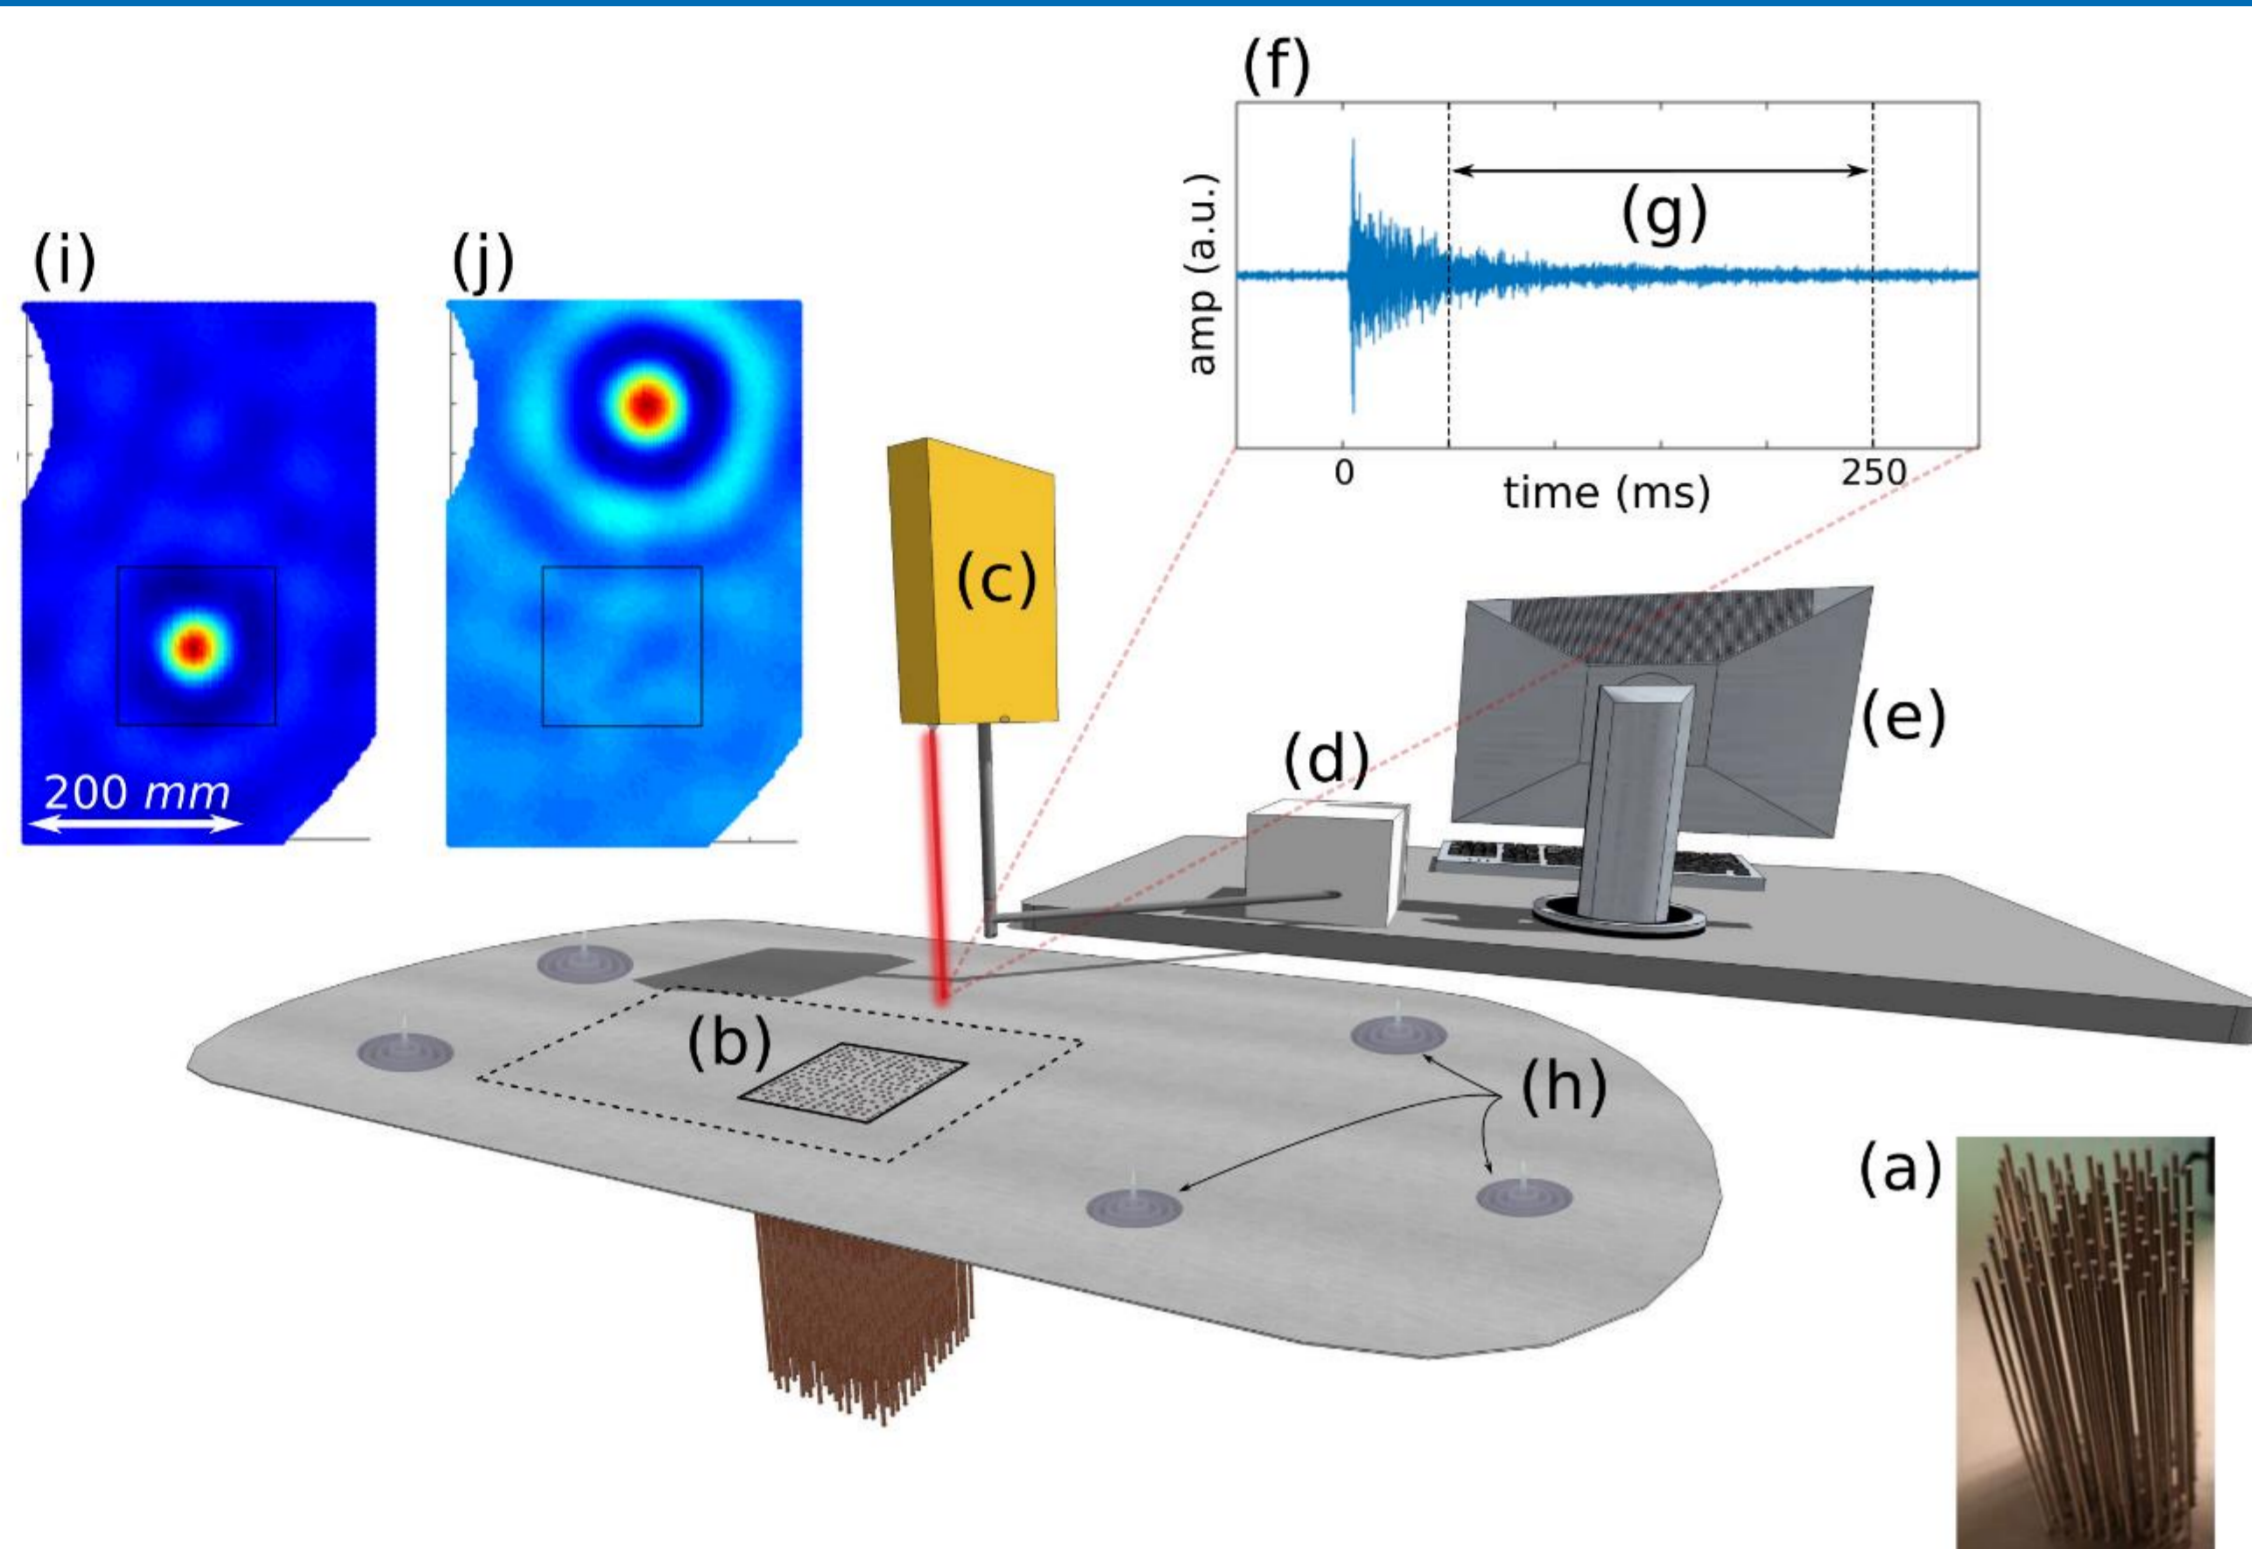 (f)
amp (a.u.)
(g)
0
250
time (ms)
(i)
(j)
200 mm
(c)
(d)
(e)
(b)
(h)
(a)